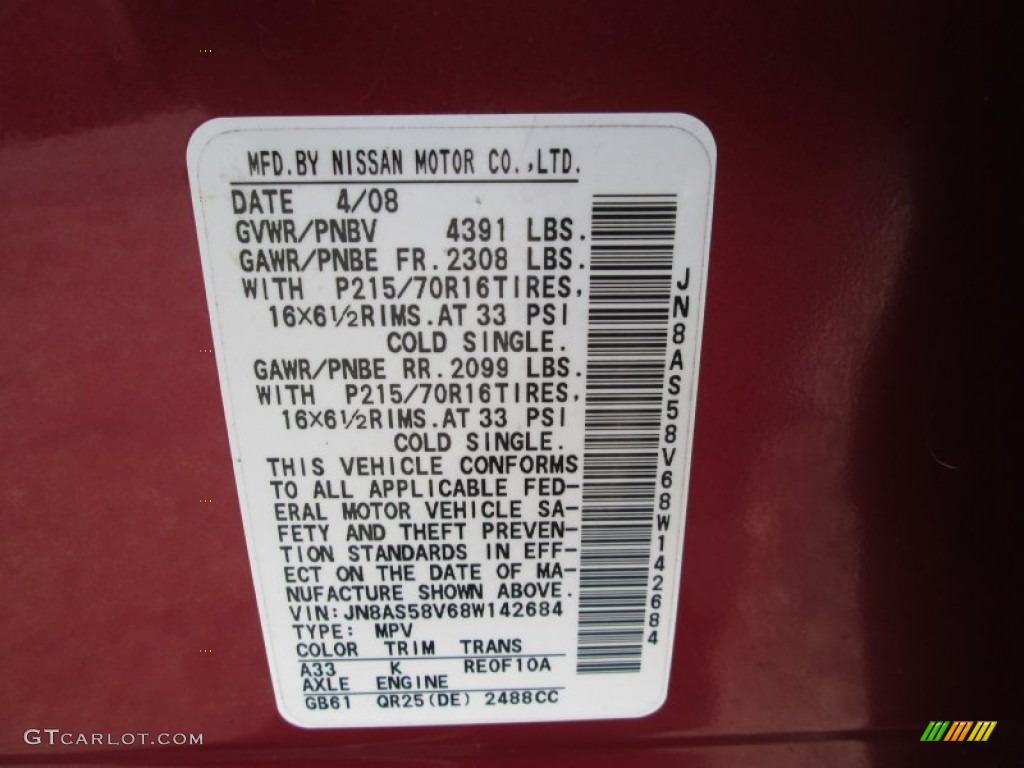 MFD.BY NISSAN MOTOR CO.,LTD.
DATE 4/08
GVWR/PNBV 4391 LBS.
GAWR/PNBE FR.2308 LBS.
WITH P215/70R16TIRES,
16X6½RIMS.AT 33 PSI
COLD SINGLE.
GAWR/PNBE RR.2099 LBS.
WITH P215/70R16TIRES,
16X6½RIMS.AT 33 PSI
COLD SINGLE.
THIS VEHICLE CONFORMS
TO ALL APPLICABLE FED-
ERAL MOTOR VEHICLE SA-
FETY AND THEFT PREVEN-
TION STANDARDS IN EFF-
ECT ON THE DATE OF MA-
NUFACTURE SHOWN ABOVE.
VIN:JN8AS58V68W142684
TYPE: MPV
COLOR TRIM TRANS
A33 K RE0F10A
AXLE ENGINE
GB61 QR25(DE) 2488CC
JN8AS58V68W142684
GTCARLOT.COM